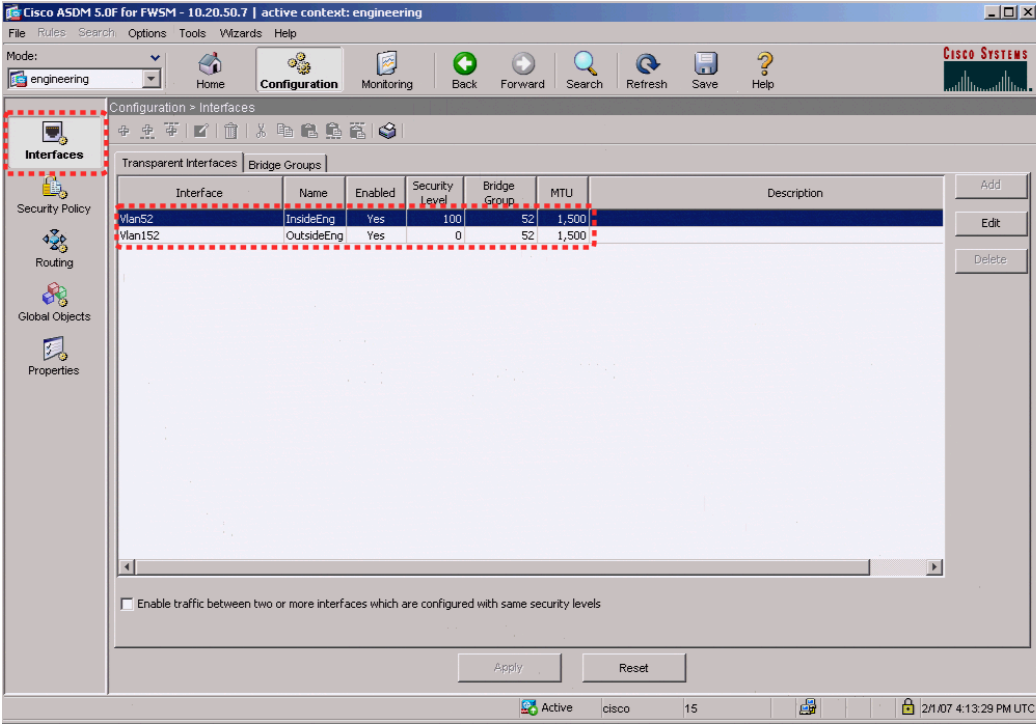 Cisco ASDM 5.0F for FWSM - 10.20.50.7 | active context: engineering
File Rules Search Options Tools Wizards Help
Mode:
engineering
Home
Configuration
Monitoring
Back
Forward
Search
Refresh
Save
Help
CISCO SYSTEMS
Configuration > Interfaces
Interfaces
Security Policy
Routing
Global Objects
Properties
Transparent Interfaces Bridge Groups
Interface Name Enabled Security Level Bridge Group MTU Description
Vlan52 InsideEng Yes 100 52 1,500
Vlan152 OutsideEng Yes 0 52 1,500
Add
Edit
Delete
Enable traffic between two or more interfaces which are configured with same security levels
Apply Reset
Active cisco 15 2/1/07 4:13:29 PM UTC